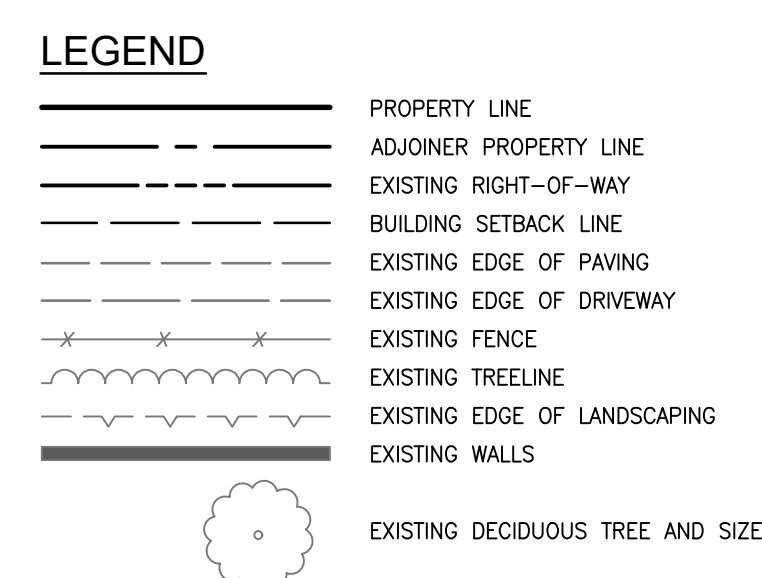 LEGEND
PROPERTY LINE
ADJOINER PROPERTY LINE
EXISTING RIGHT-OF-WAY
BUILDING SETBACK LINE
EXISTING EDGE OF PAVING
EXISTING EDGE OF DRIVEWAY
EXISTING FENCE
EXISTING TREELINE
EXISTING EDGE OF LANDSCAPING
EXISTING WALLS
EXISTING DECIDUOUS TREE AND SIZE